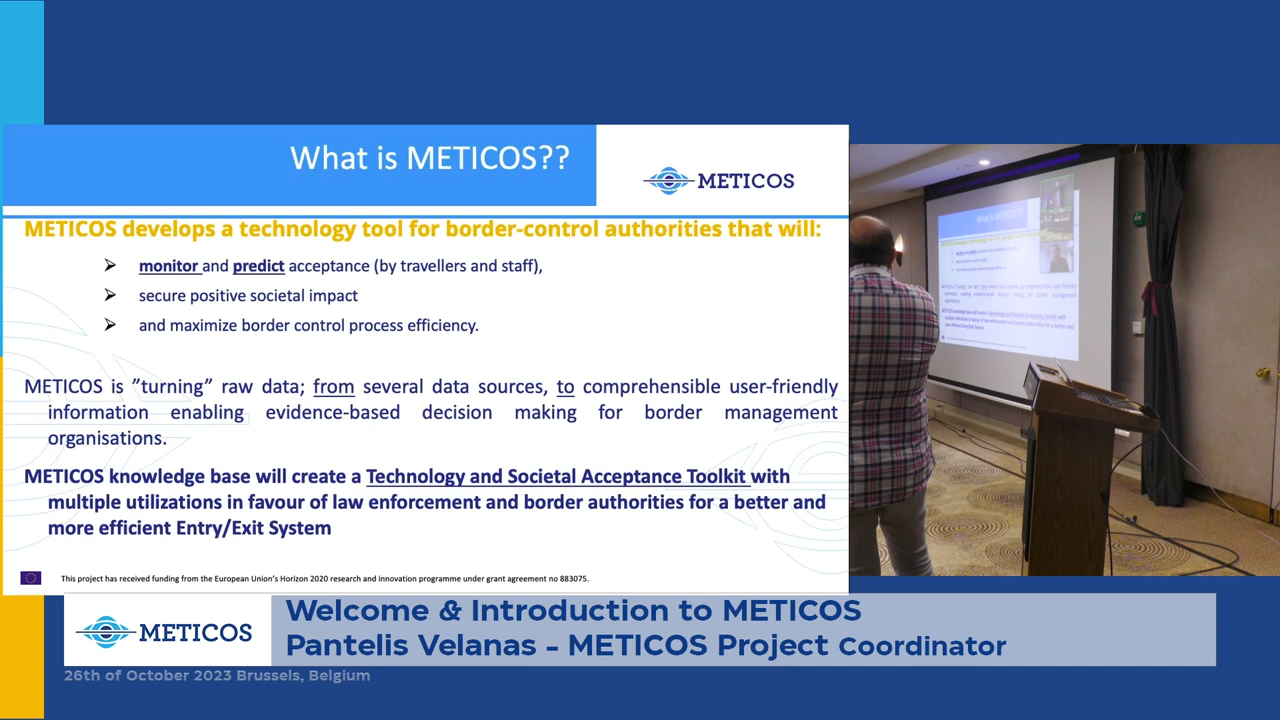 What is METICOS??
METICOS
METICOS develops a technology tool for border-control authorities that will:
monitor and predict acceptance (by travellers and staff),
secure positive societal impact
and maximize border control process efficiency.
METICOS is ”turning” raw data; from several data sources, to comprehensible user-friendly
information enabling evidence-based decision making for border management
organisations.
METICOS knowledge base will create a Technology and Societal Acceptance Toolkit with
multiple utilizations in favour of law enforcement and border authorities for a better and
more efficient Entry/Exit System
This project has received funding from the European Union’s Horizon 2020 research and innovation programme under grant agreement no 883075.
METICOS
Welcome & Introduction to METICOS
Pantelis Velanas - METICOS Project Coordinator
26th of October 2023 Brussels, Belgium